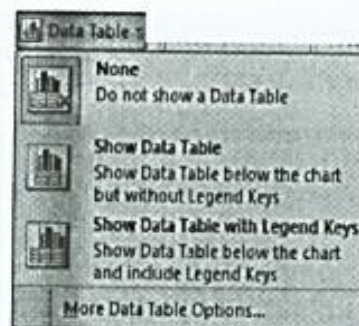 Data Table
None
Do not show a Data Table
Show Data Table
Show Data Table below the chart
but without Legend Keys
Show Data Table with Legend Keys
Show Data Table below the chart
and include Legend Keys
More Data Table Options...